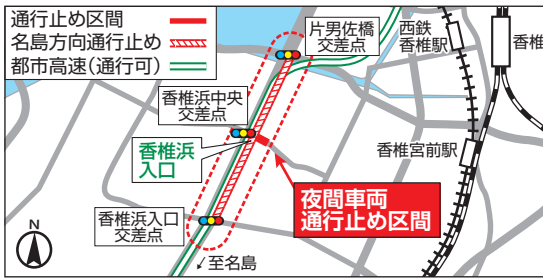 通行止め区間
名島方向通行止め
都市高速(通行可)
片男佐橋
交差点
西鉄
香椎駅
香椎
香椎浜中央
交差点
香椎浜
入口
香椎宮前駅
夜間車両
通行止め区間
香椎浜入口
交差点
N
↙至名島